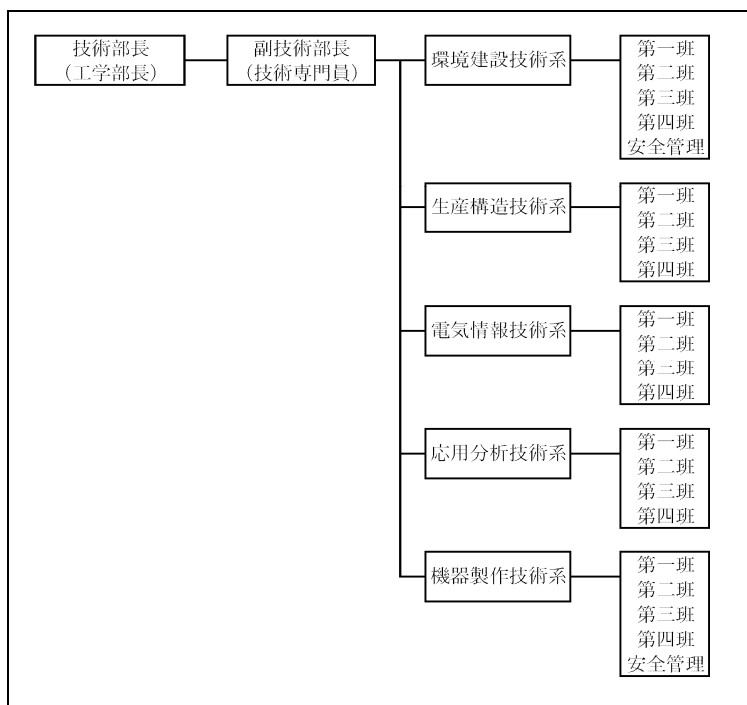 技術部長
（工学部長）
副技術部長
（技術専門員）
環境建設技術系
第一班
第二班
第三班
第四班
安全管理
生産構造技術系
第一班
第二班
第三班
第四班
電気情報技術系
第一班
第二班
第三班
第四班
応用分析技術系
第一班
第二班
第三班
第四班
機器製作技術系
第一班
第二班
第三班
第四班
安全管理